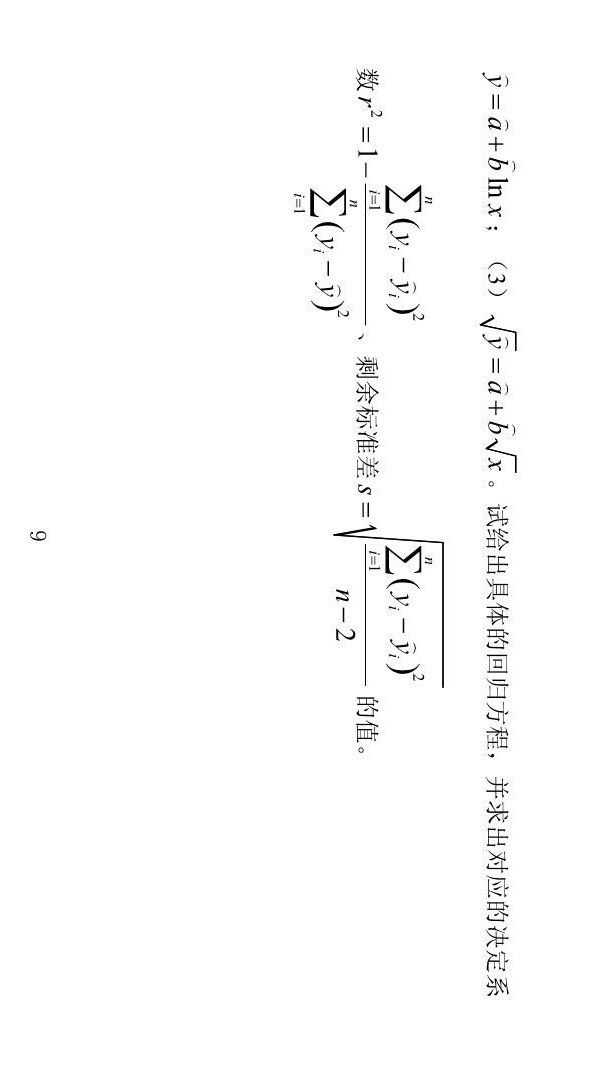 $\hat{y}=\hat{a}+\hat{b}\ln x$；（3）$\sqrt{\hat{y}}=\hat{a}+\hat{b}\sqrt{x}$。试给出具体的回归方程，并求出对应的决定系
数 $r^2=1-\frac{\sum_{i=1}^{n}(y_i-\hat{y}_i)^2}{\sum_{i=1}^{n}(y_i-\hat{y})^2}$、剩余标准差 $s=\sqrt{\frac{\sum_{i=1}^{n}(y_i-\hat{y}_i)^2}{n-2}}$ 的值。
9